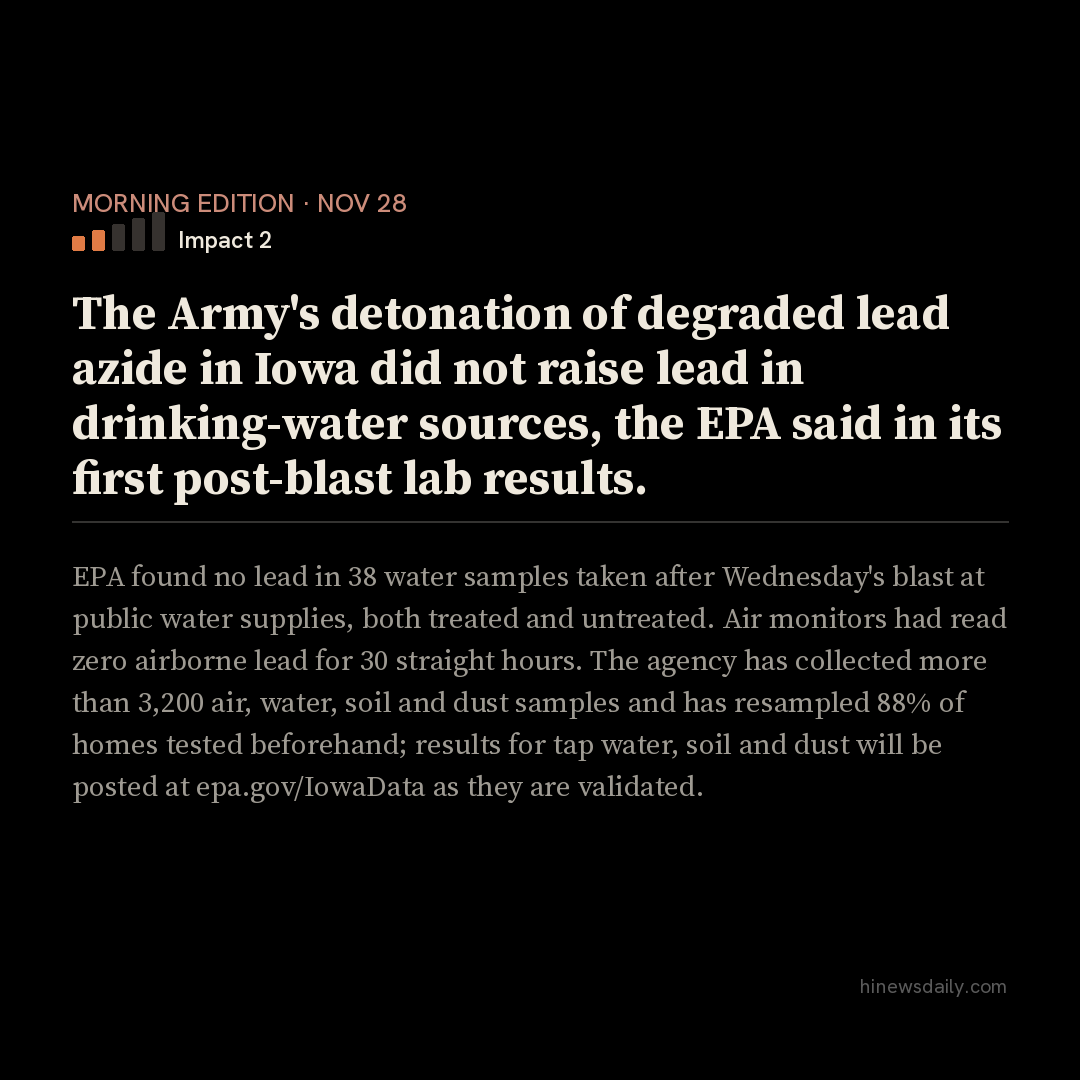 MORNING EDITION · NOV 28
Impact 2
The Army's detonation of degraded lead
azide in Iowa did not raise lead in
drinking-water sources, the EPA said in its
first post-blast lab results.
EPA found no lead in 38 water samples taken after Wednesday's blast at
public water supplies, both treated and untreated. Air monitors had read
zero airborne lead for 30 straight hours. The agency has collected more
than 3,200 air, water, soil and dust samples and has resampled 88% of
homes tested beforehand; results for tap water, soil and dust will be
posted at epa.gov/IowaData as they are validated.
hinewsdaily.com